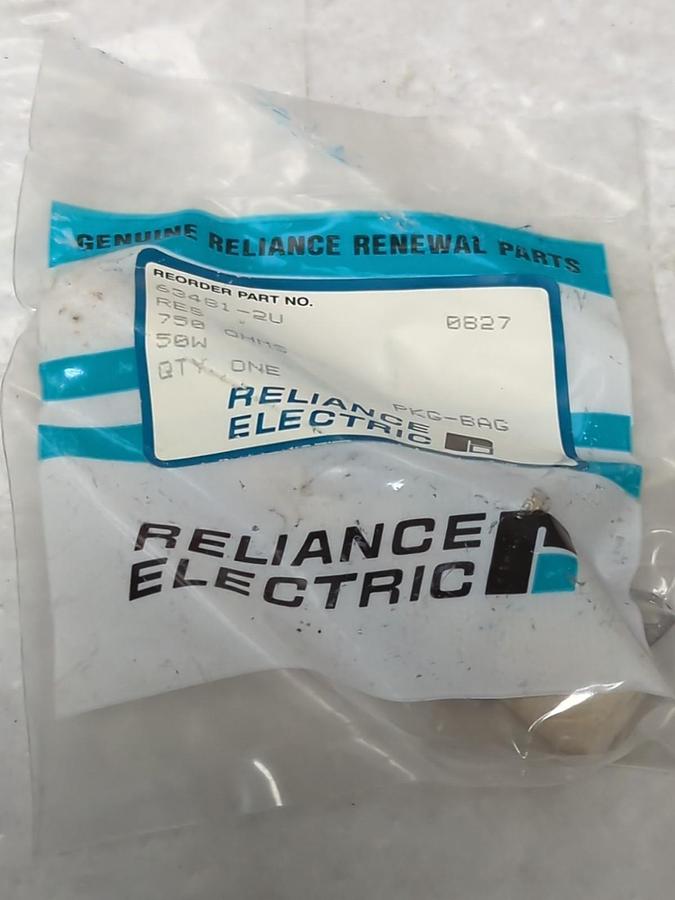 GENUINE RELIANCE RENEWAL PARTS
REORDER PART NO.
63481-2U 0827
RES
750 OHMS
50W
QTY. ONE
PKG-BAG
RELIANCE
ELECTRIC
RELIANCE
ELECTRIC